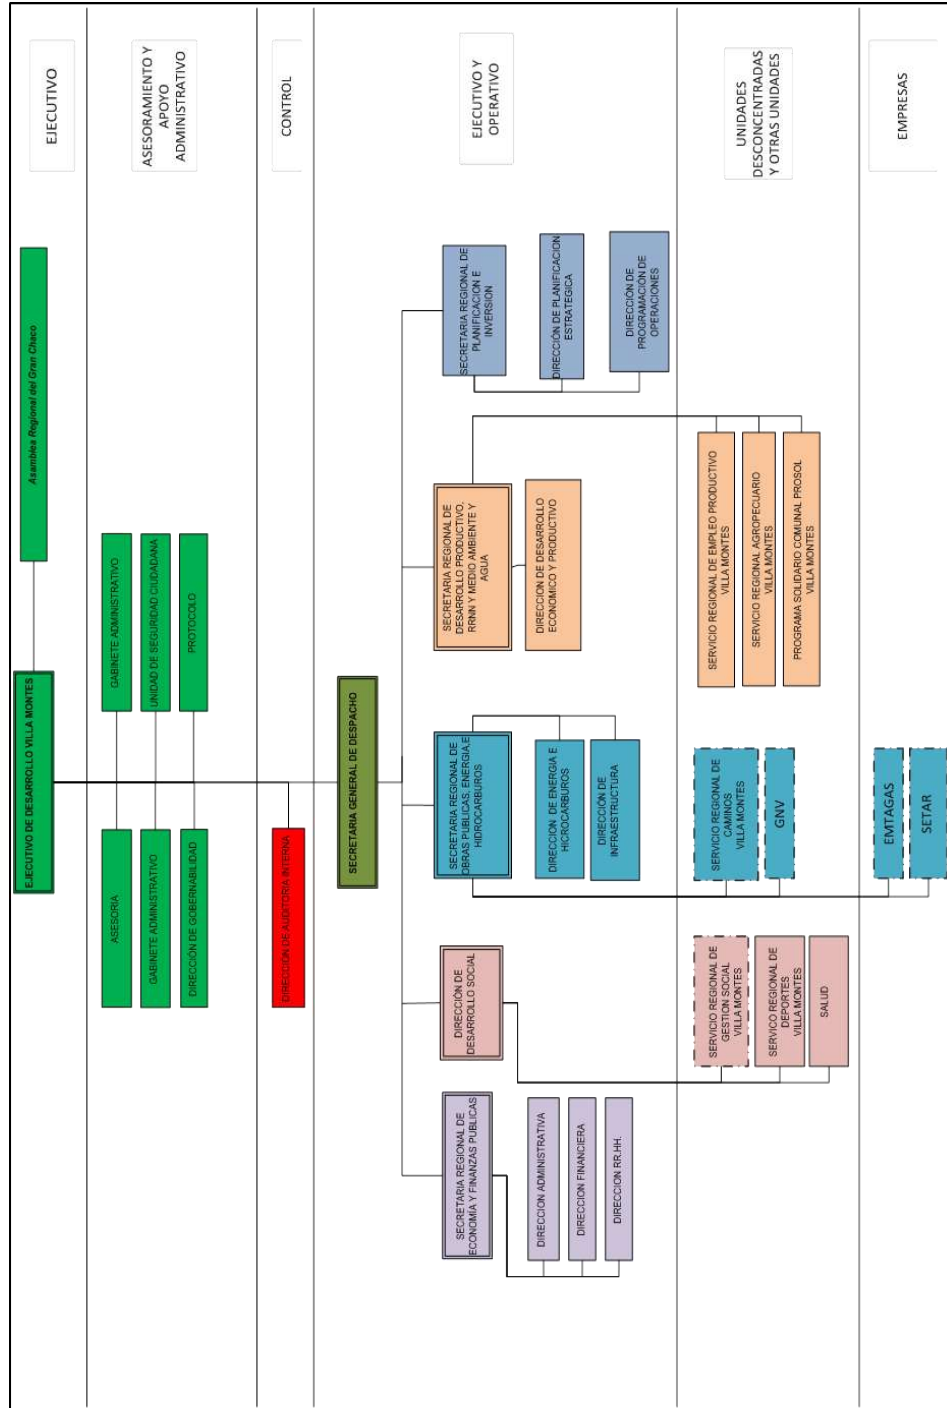 EJECUTIVO
Asamblea Regional del Gran Chaco
EJECUTIVO DE DESARROLLO VILLA MONTES
ASESORAMIENTO Y
APOYO
ADMINISTRATIVO
ASESORIA
GABINETE ADMINISTRATIVO
GABINETE ADMINISTRATIVO
UNIDAD DE SEGURIDAD CIUDADANA
DIRECCIÓN DE GOBERNABILIDAD
PROTOCOLO
CONTROL
DIRECCION DE AUDITORIA INTERNA
EJECUTIVO Y
OPERATIVO
SECRETARIA GENERAL DE DESPACHO
SECRETARIA REGIONAL DE
ECONOMÍA Y FINANZAS PUBLICAS
DIRECCION ADMINISTRATIVA
DIRECCION FINANCIERA
DIRECCION RR.HH.
DIRECCIÓN DE
DESARROLLO SOCIAL
SECRETARIA REGIONAL DE
OBRAS PUBLICAS, ENERGIA,E
HIDROCARBUROS
DIRECCION DE ENERGIA E
HICROCARBUROS
DIRECCIÓN DE
INFRAESTRUCTURA
SECRETARIA REGIONAL DE
DESARROLLO PRODUCTIVO,
RRNN Y MEDIO AMBIENTE Y
AGUA
DIRECCION DE DESARROLLO
ECONOMICO Y PRODUCTIVO
SECRETARIA REGIONAL DE
PLANIFICACION E
INVERSION
DIRECCIÓN DE PLANIFICACION
ESTRATEGICA
DIRECCIÓN DE
PROGRAMACIÓN DE
OPERACIONES
UNIDADES
DESCONCENTRADAS
Y OTRAS UNIDADES
SERVICIO REGIONAL DE
GESTION SOCIAL
VILLA MONTES
SERVICO REGIONAL DE
DEPORTES
VILLA MONTES
SALUD
SERVICIO REGIONAL DE
CAMINOS
VILLA MONTES
GNV
SERVICIO REGIONAL DE EMPLEO PRODUCTIVO
VILLA MONTES
SERVICIO REGIONAL AGROPECUARIO
VILLA MONTES
PROGRAMA SOLIDARIO COMUNAL PROSOL
VILLA MONTES
EMPRESAS
EMTAGAS
SETAR